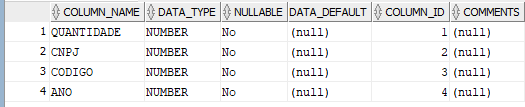 COLUMN_NAME DATA_TYPE NULLABLE DATA_DEFAULT COLUMN_ID COMMENTS
1 QUANTIDADE NUMBER No (null) 1 (null)
2 CNPJ NUMBER No (null) 2 (null)
3 CODIGO NUMBER No (null) 3 (null)
4 ANO NUMBER No (null) 4 (null)